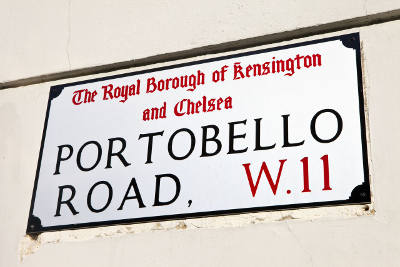 The Royal Borough of Kensington
and Chelsea
PORTOBELLO
ROAD, W.11